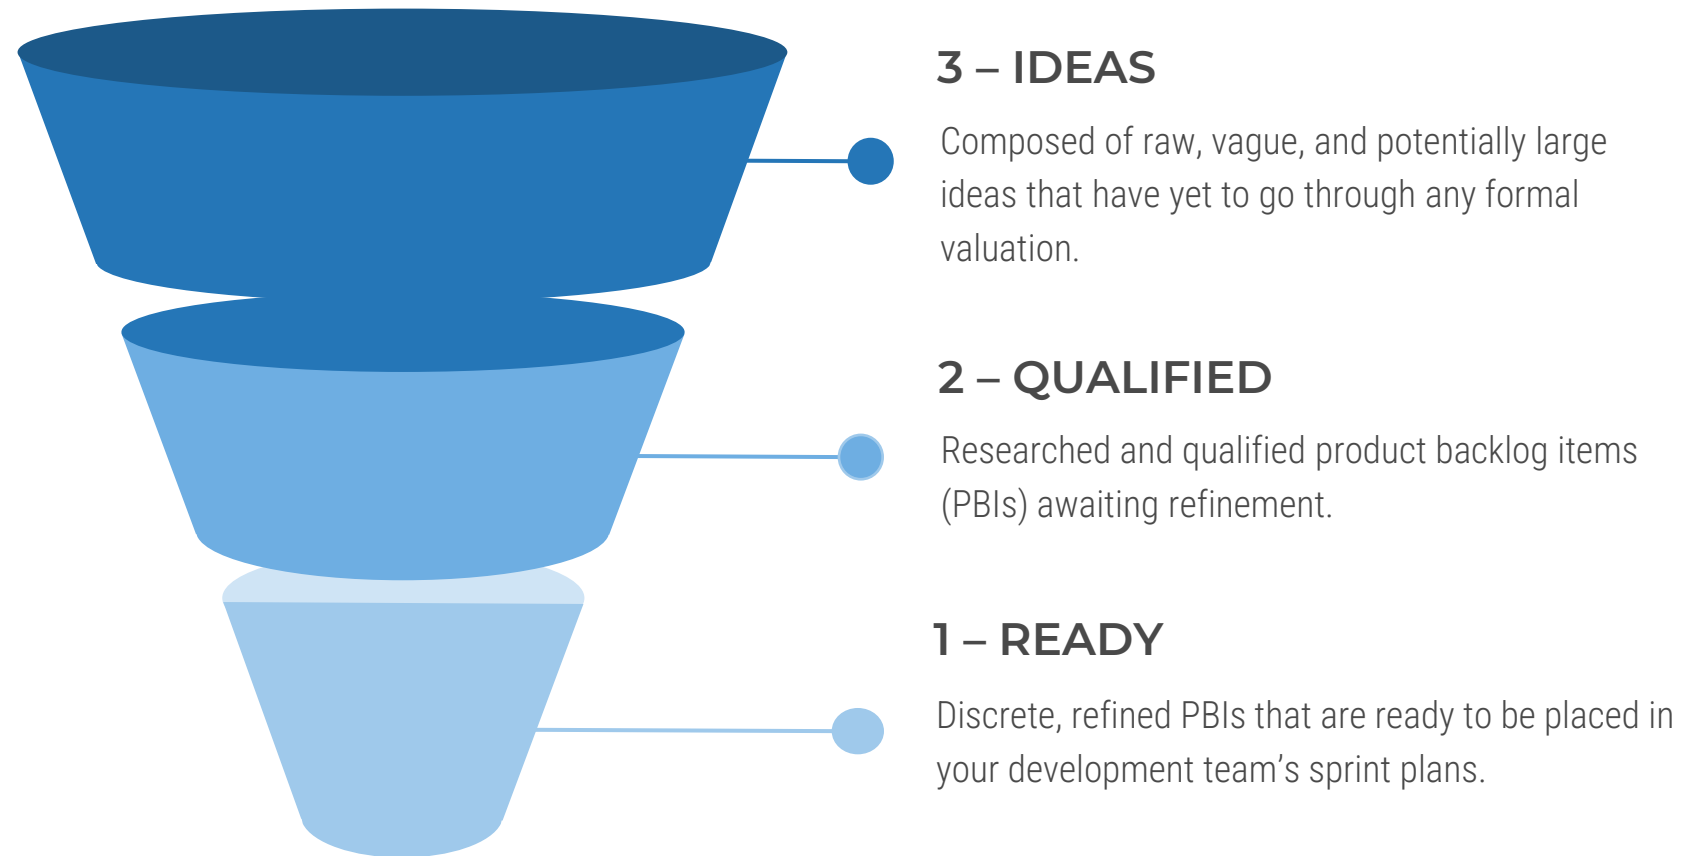 3 – IDEAS
Composed of raw, vague, and potentially large
ideas that have yet to go through any formal
valuation.
2 – QUALIFIED
Researched and qualified product backlog items
(PBIs) awaiting refinement.
1 – READY
Discrete, refined PBIs that are ready to be placed in
your development team’s sprint plans.